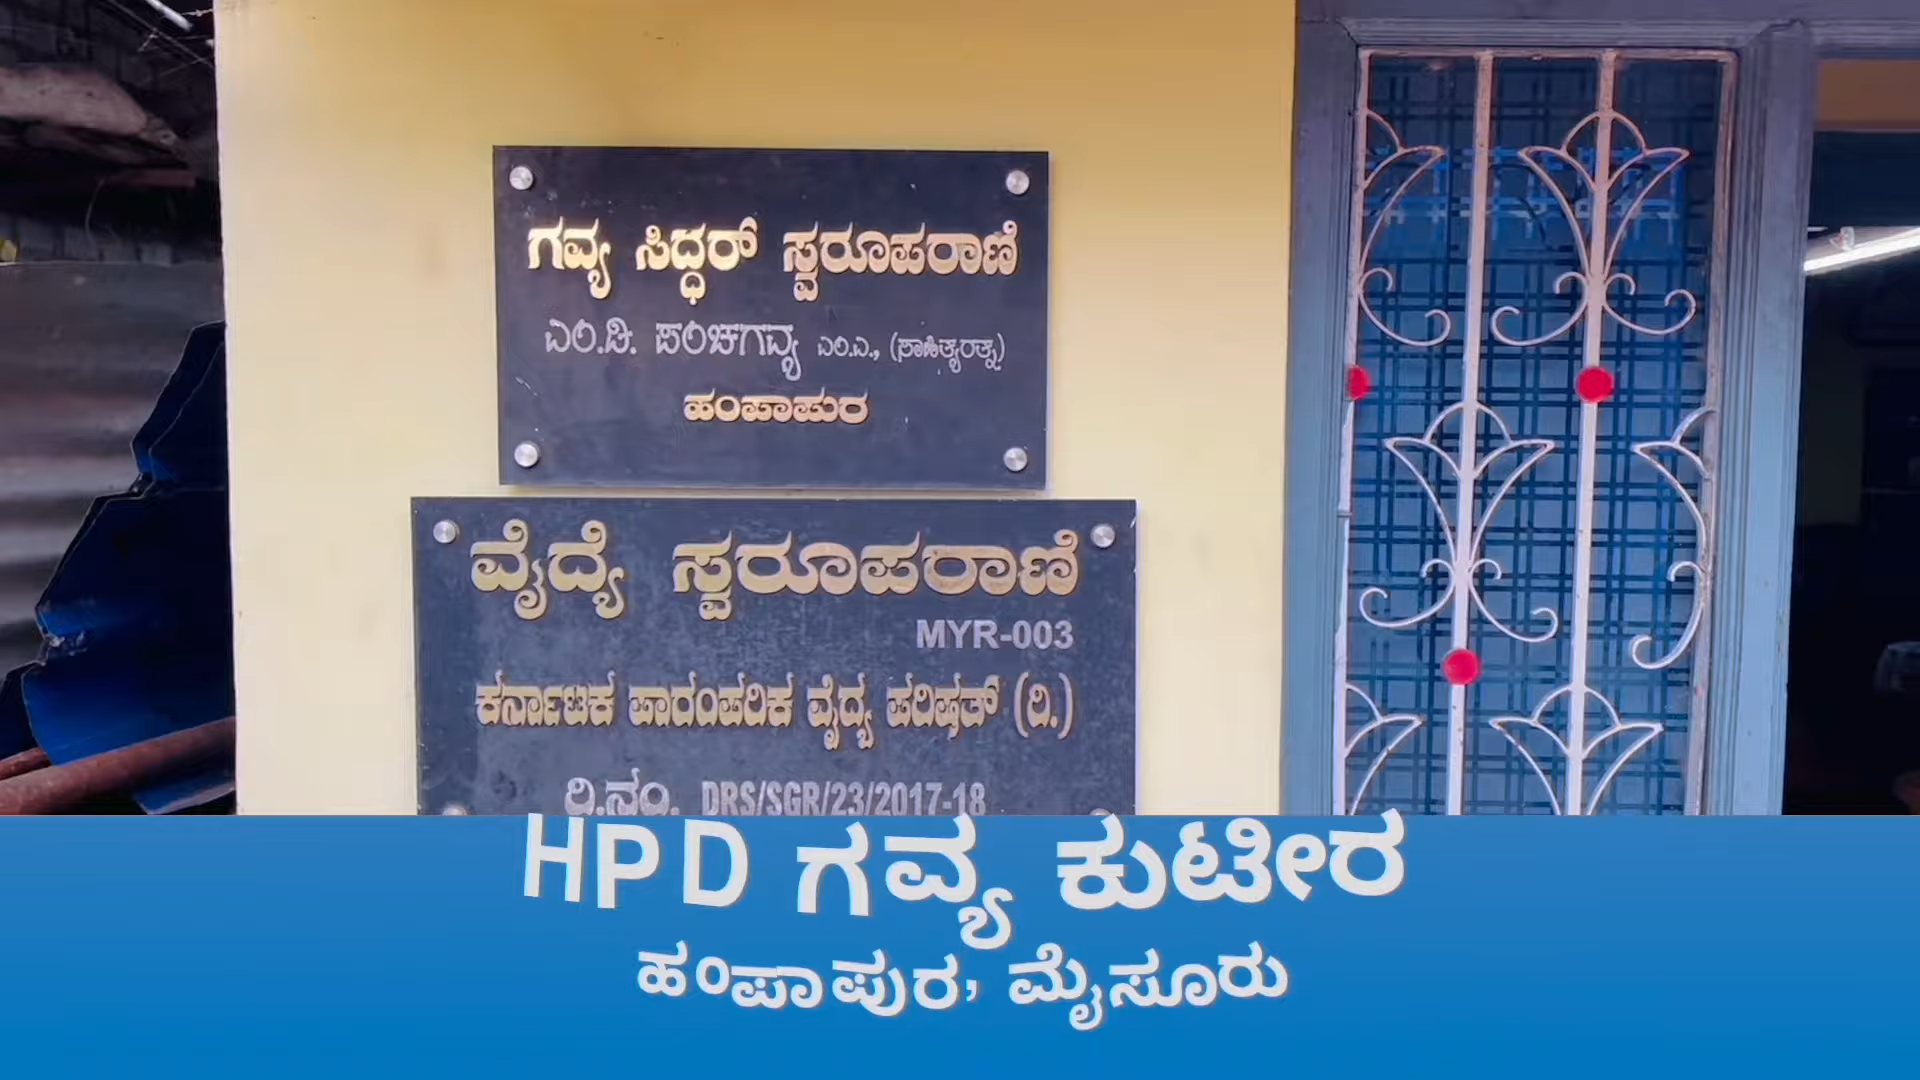 ಗವ್ಯ ಸಿದ್ಧರ್ ಸ್ವರೂಪರಾಣಿ
ಎಂ.ಡಿ. ಪಂಚಗವ್ಯ ಎಂ.ಎ., (ಸಾಹಿತ್ಯರತ್ನ)
ಹಂಪಾಪುರ
ವೈದ್ಯೆ ಸ್ವರೂಪರಾಣಿ
MYR-003
ಕರ್ನಾಟಕ ಪಾರಂಪರಿಕ ವೈದ್ಯ ಪರಿಷತ್ (ರಿ.)
ರಿ.ನಂ. DRS/SGR/23/2017-18
HPD ಗವ್ಯ ಕುಟೀರ
ಹಂಪಾಪುರ, ಮೈಸೂರು